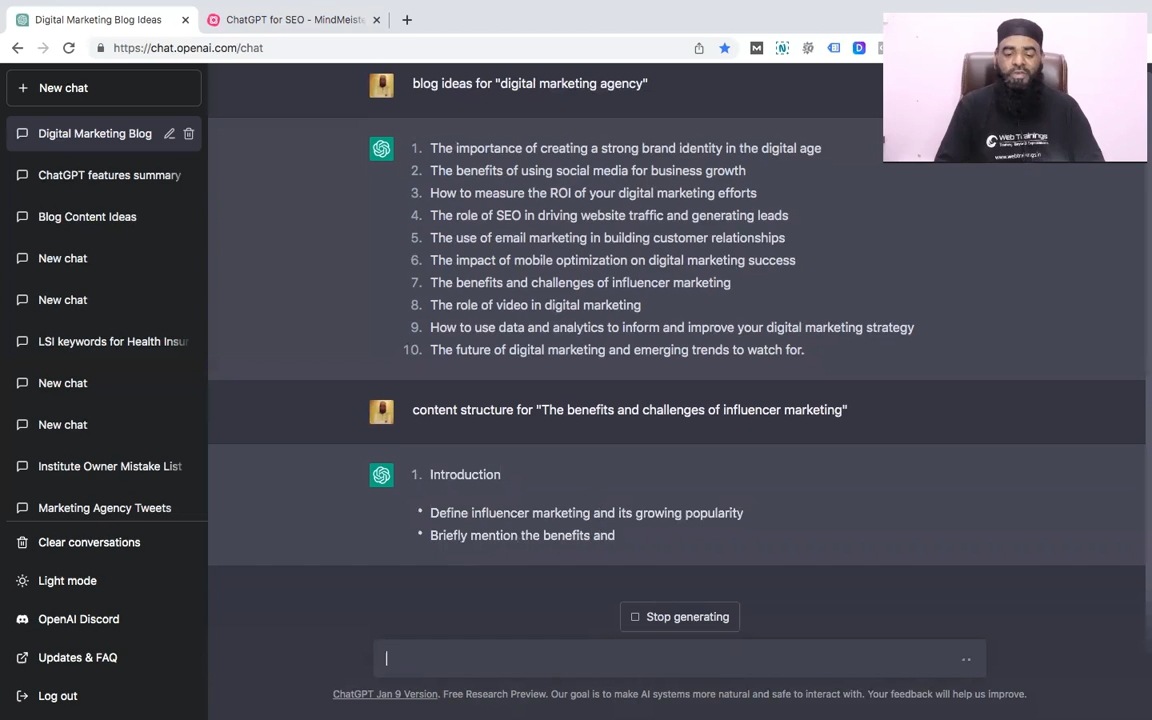 Digital Marketing Blog Ideas
ChatGPT for SEO - MindMeiste
https://chat.openai.com/chat
New chat
Digital Marketing Blog
ChatGPT features summary
Blog Content Ideas
New chat
New chat
LSI keywords for Health Insur
New chat
New chat
Institute Owner Mistake List
Marketing Agency Tweets
Clear conversations
Light mode
OpenAI Discord
Updates & FAQ
Log out
blog ideas for "digital marketing agency"
1. The importance of creating a strong brand identity in the digital age
2. The benefits of using social media for business growth
3. How to measure the ROI of your digital marketing efforts
4. The role of SEO in driving website traffic and generating leads
5. The use of email marketing in building customer relationships
6. The impact of mobile optimization on digital marketing success
7. The benefits and challenges of influencer marketing
8. The role of video in digital marketing
9. How to use data and analytics to inform and improve your digital marketing strategy
10. The future of digital marketing and emerging trends to watch for.
content structure for "The benefits and challenges of influencer marketing"
1. Introduction
• Define influencer marketing and its growing popularity
• Briefly mention the benefits and
Stop generating
ChatGPT Jan 9 Version. Free Research Preview. Our goal is to make AI systems more natural and safe to interact with. Your feedback will help us improve.
Web Trainings
www.webtrainings.in